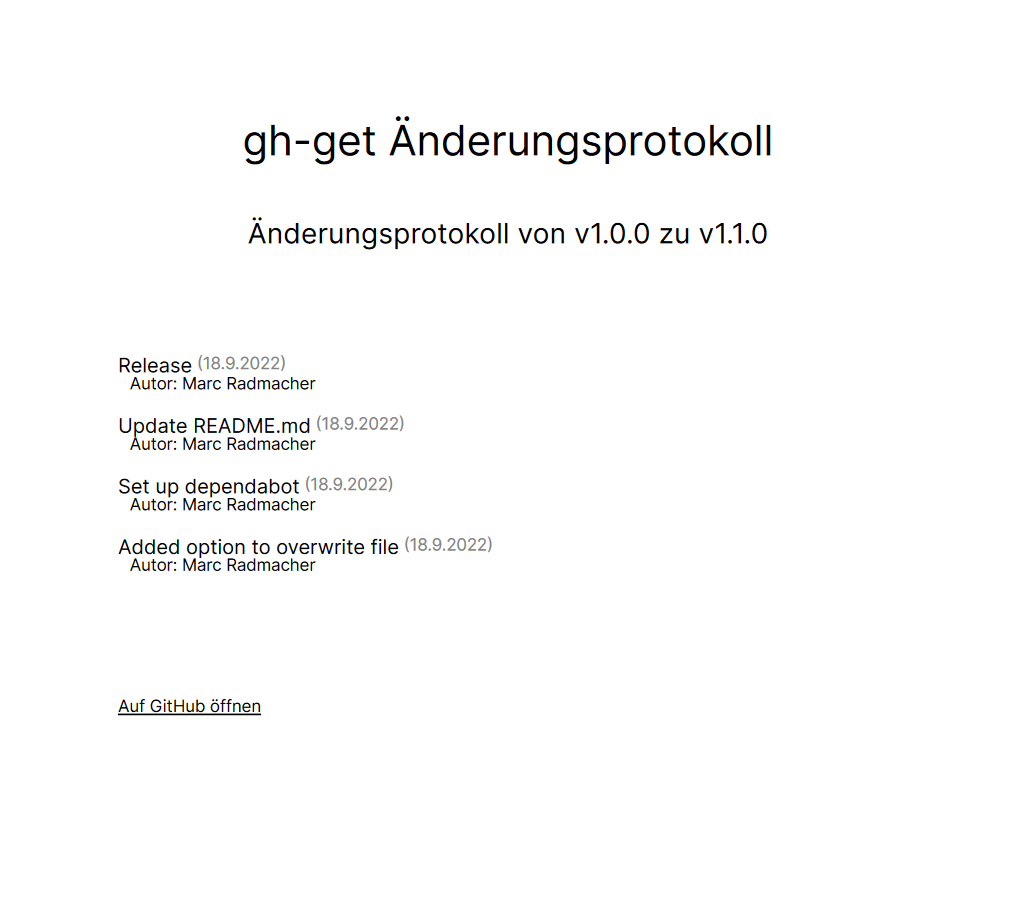 gh-get Änderungsprotokoll
Änderungsprotokoll von v1.0.0 zu v1.1.0
Release (18.9.2022)
Autor: Marc Radmacher
Update README.md (18.9.2022)
Autor: Marc Radmacher
Set up dependabot (18.9.2022)
Autor: Marc Radmacher
Added option to overwrite file (18.9.2022)
Autor: Marc Radmacher
Auf GitHub öffnen